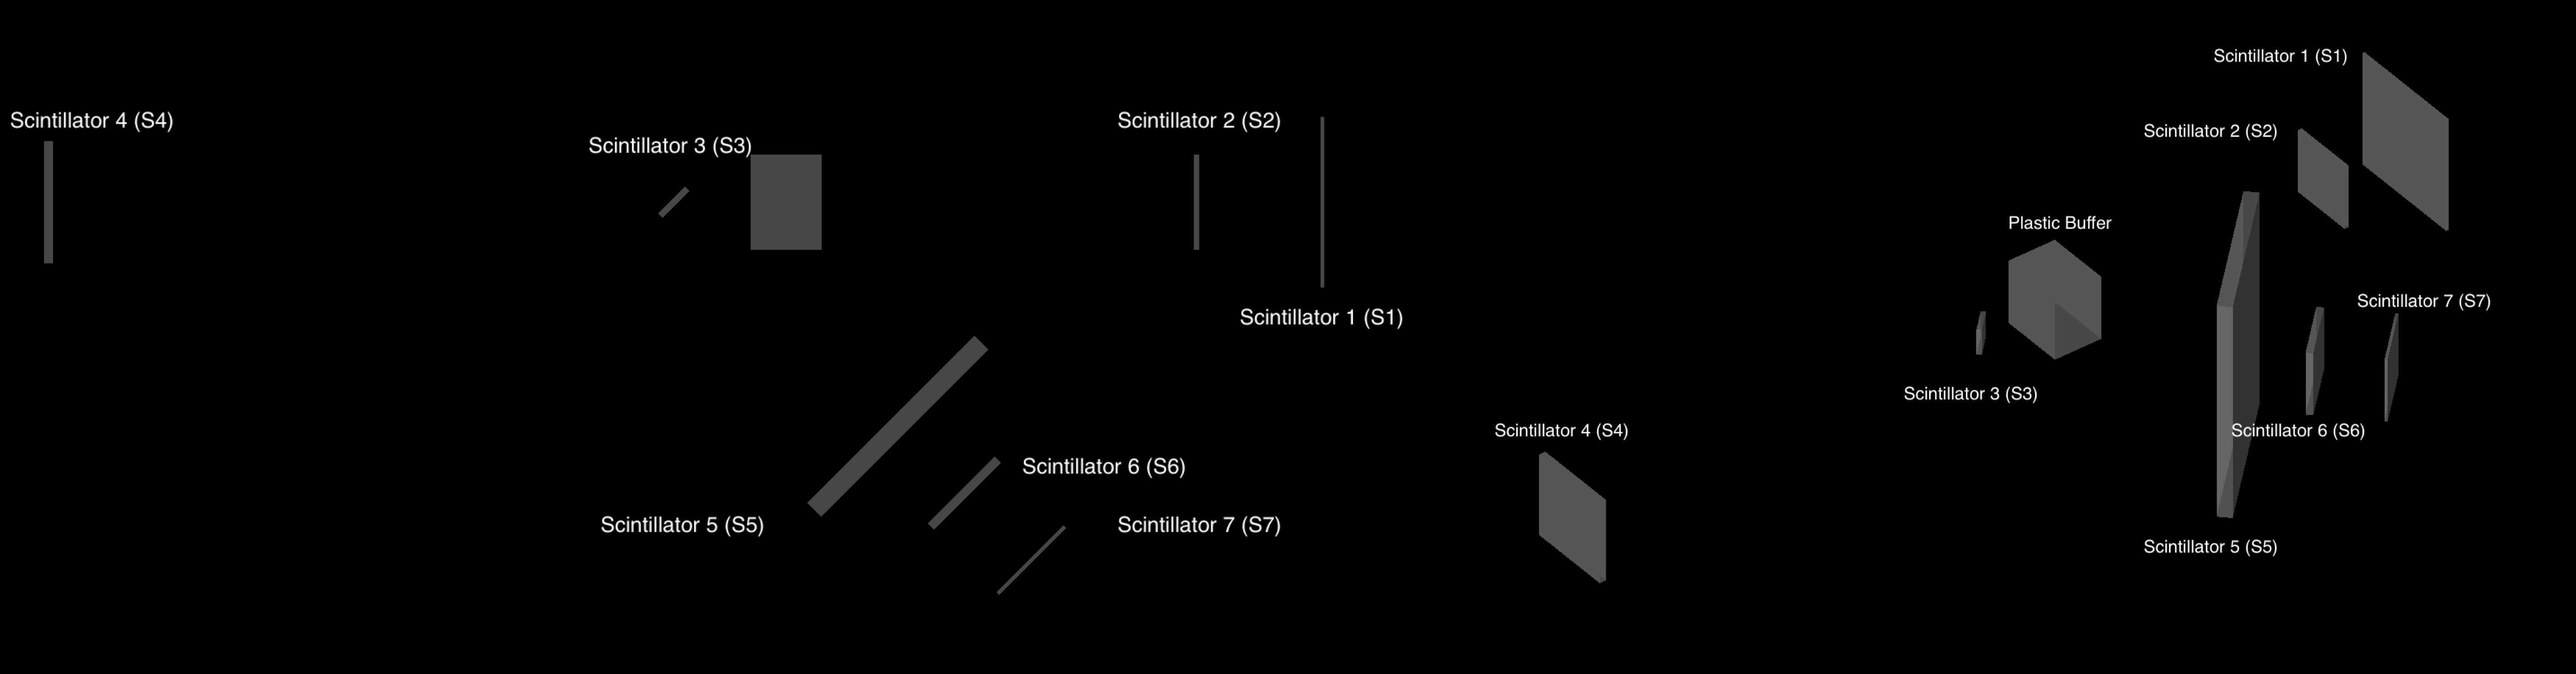 Scintillator 4 (S4)
Scintillator 3 (S3)
Scintillator 2 (S2)
Scintillator 1 (S1)
Scintillator 6 (S6)
Scintillator 5 (S5)
Scintillator 7 (S7)
Scintillator 1 (S1)
Scintillator 2 (S2)
Plastic Buffer
Scintillator 7 (S7)
Scintillator 3 (S3)
Scintillator 4 (S4)
Scintillator 6 (S6)
Scintillator 5 (S5)